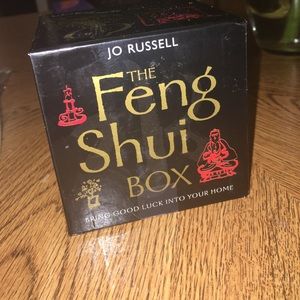 JO RUSSELL
THE
Feng
Shui
BOX
BRING GOOD LUCK INTO YOUR HOME